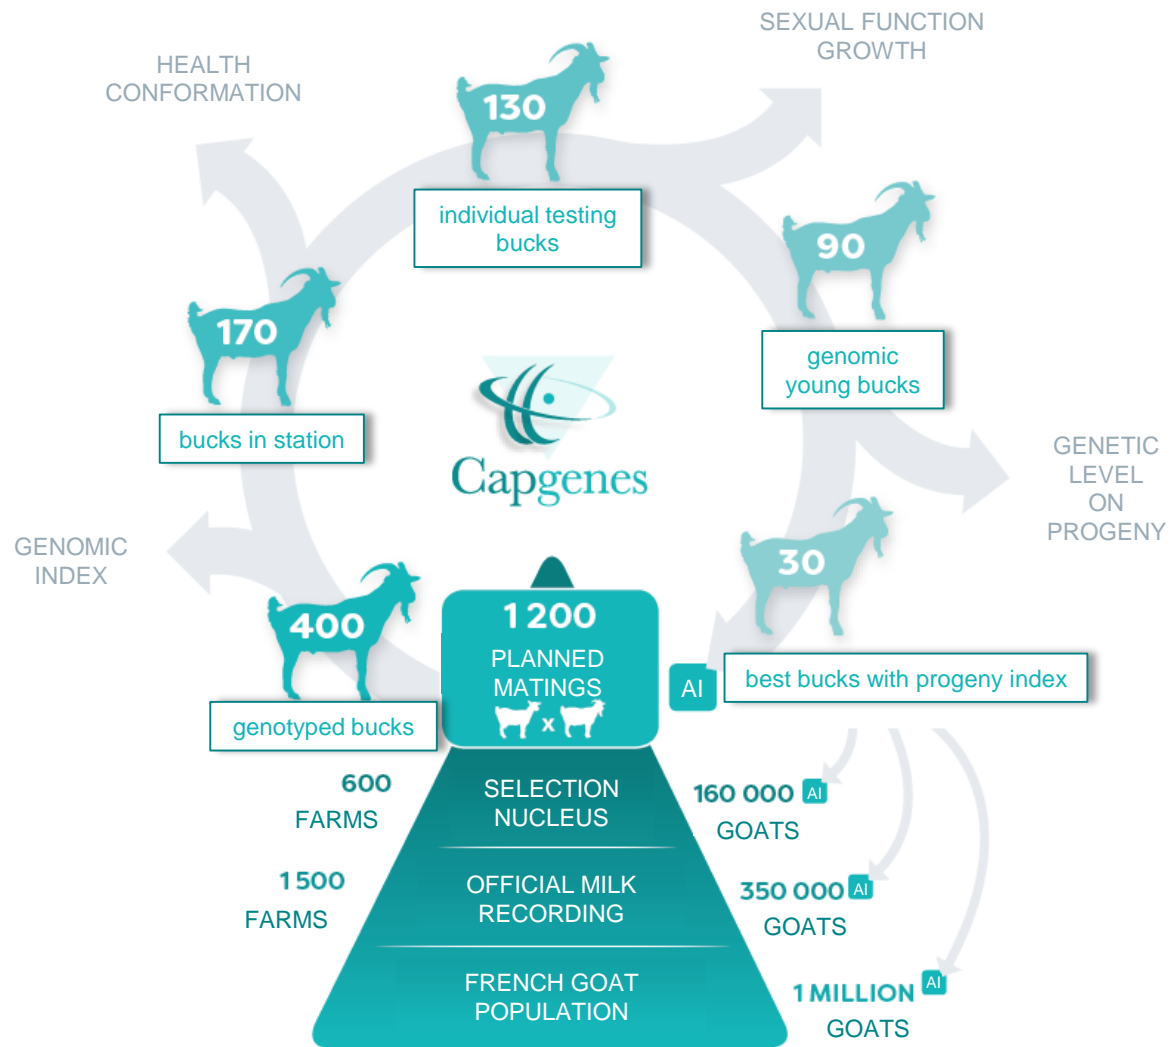 SEXUAL FUNCTION
GROWTH
HEALTH
CONFORMATION
130
individual testing
bucks
90
genomic
young bucks
170
bucks in station
Capgenes
GENETIC
LEVEL
ON
PROGENY
GENOMIC
INDEX
30
best bucks with progeny index
AI
400
genotyped bucks
1 200
PLANNED
MATINGS
x
600
FARMS
SELECTION
NUCLEUS
160 000 AI
GOATS
1 500
FARMS
OFFICIAL MILK
RECORDING
350 000 AI
GOATS
FRENCH GOAT
POPULATION
1 MILLION AI
GOATS